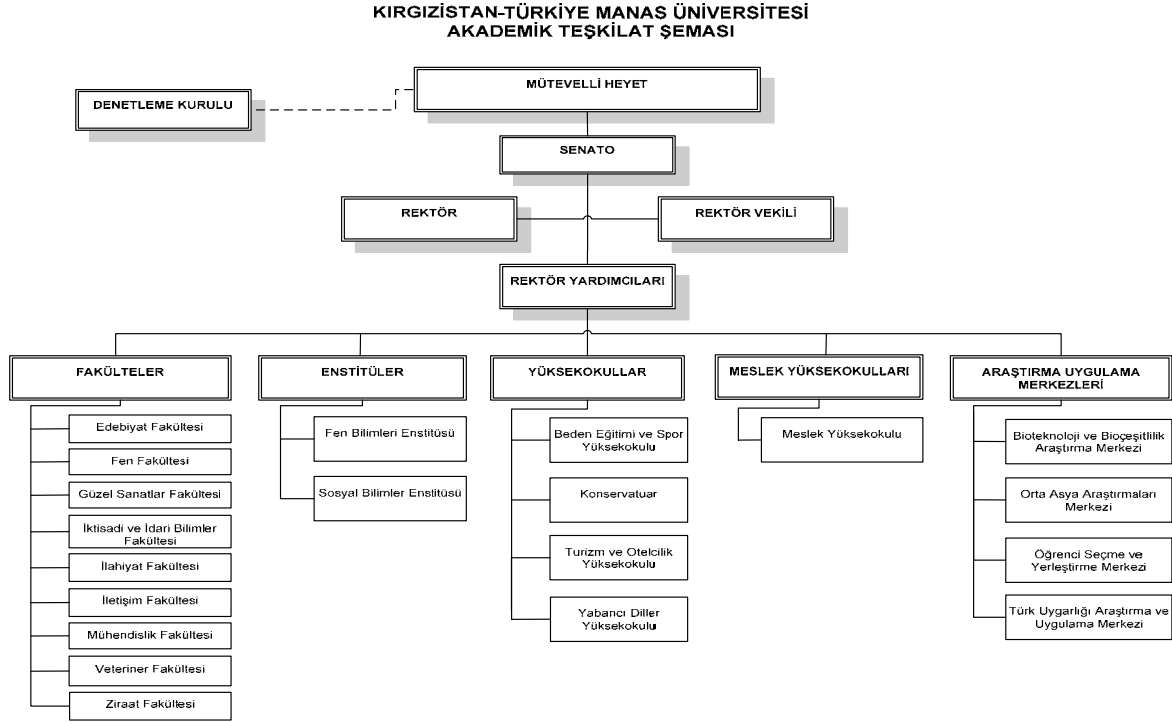 KIRGIZİSTAN-TÜRKİYE MANAS ÜNİVERSİTESİ
AKADEMİK TEŞKİLAT ŞEMASI
MÜTEVELLİ HEYET
DENETLEME KURULU
SENATO
REKTÖR
REKTÖR VEKİLİ
REKTÖR YARDIMCILARI
FAKÜLTELER
Edebiyat Fakültesi
Fen Fakültesi
Güzel Sanatlar Fakültesi
İktisadi ve İdari Bilimler
Fakültesi
İlahiyat Fakültesi
İletişim Fakültesi
Mühendislik Fakültesi
Veteriner Fakültesi
Ziraat Fakültesi
ENSTİTÜLER
Fen Bilimleri Enstitüsü
Sosyal Bilimler Enstitüsü
YÜKSEKOKULLAR
Beden Eğitimi ve Spor
Yüksekokulu
Konservatuar
Turizm ve Otelcilik
Yüksekokulu
Yabancı Diller
Yüksekokulu
MESLEK YÜKSEKOKULLARI
Meslek Yüksekokulu
ARAŞTIRMA UYGULAMA
MERKEZLERİ
Bioteknoloji ve Bioçeşitlilik
Araştırma Merkezi
Orta Asya Araştırmaları
Merkezi
Öğrenci Seçme ve
Yerleştirme Merkezi
Türk Uygarlığı Araştırma ve
Uygulama Merkezi